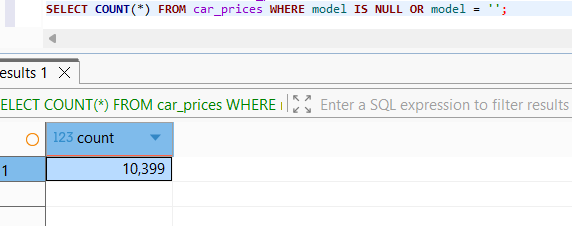 SELECT COUNT(*) FROM car_prices WHERE model IS NULL OR model = '';
esults 1
ELECT COUNT(*) FROM car_prices WHERE Enter a SQL expression to filter results
123 count
1 10,399